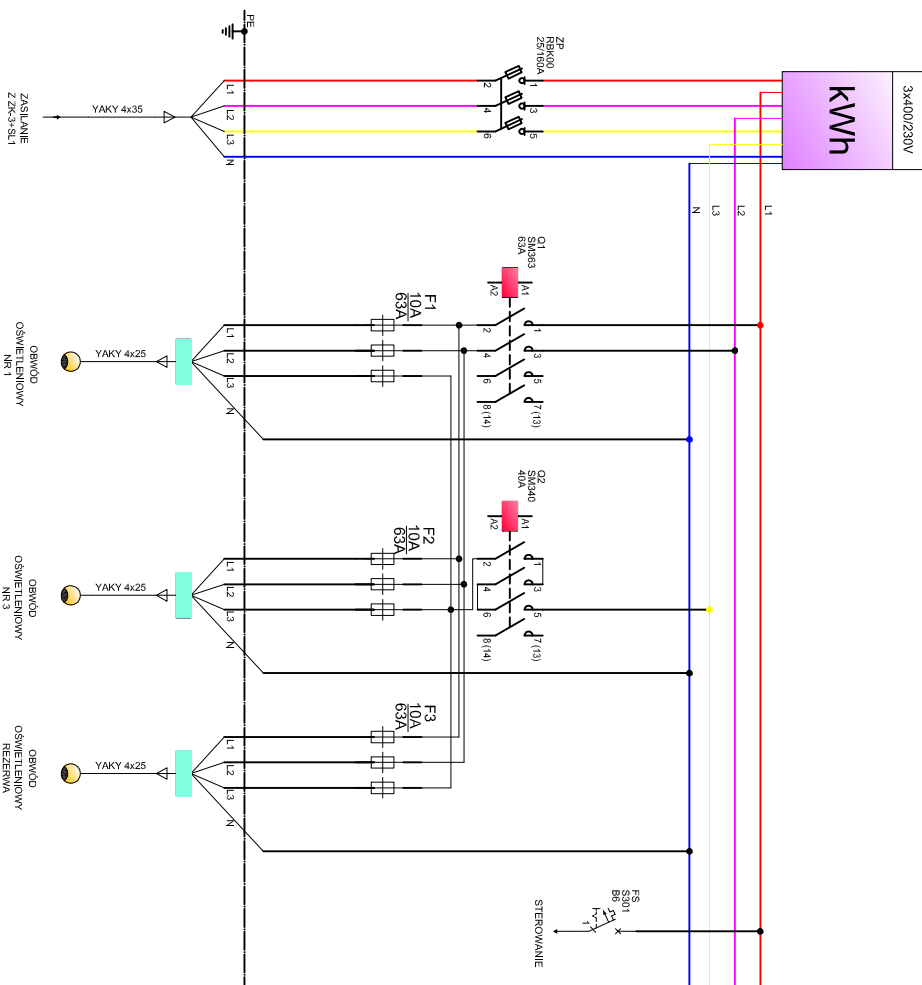 PE
ZASILANIE
Z ZK-3+SL1
YAKY 4x35
L1
L2
L3
N
ZP
RBK00
25/160A
2
1
4
3
6
5
kWh
3x400/230V
N
L3
L2
L1
OBWÓD
OŚWIETLENIOWY
NR 1
YAKY 4x25
L1
L2
L3
N
F1
10A
63A
Q1
SM363
63A
A2
A1
2
1
4
3
6
5
8 (14)
7 (13)
OBWÓD
OŚWIETLENIOWY
NR 3
YAKY 4x25
L1
L2
L3
N
F2
10A
63A
Q2
SM340
40A
A2
A1
2
1
4
3
6
5
8 (14)
7 (13)
OBWÓD
OŚWIETLENIOWY
REZERWA
YAKY 4x25
L1
L2
L3
N
F3
10A
63A
FS
S301
B6
1
STEROWANIE